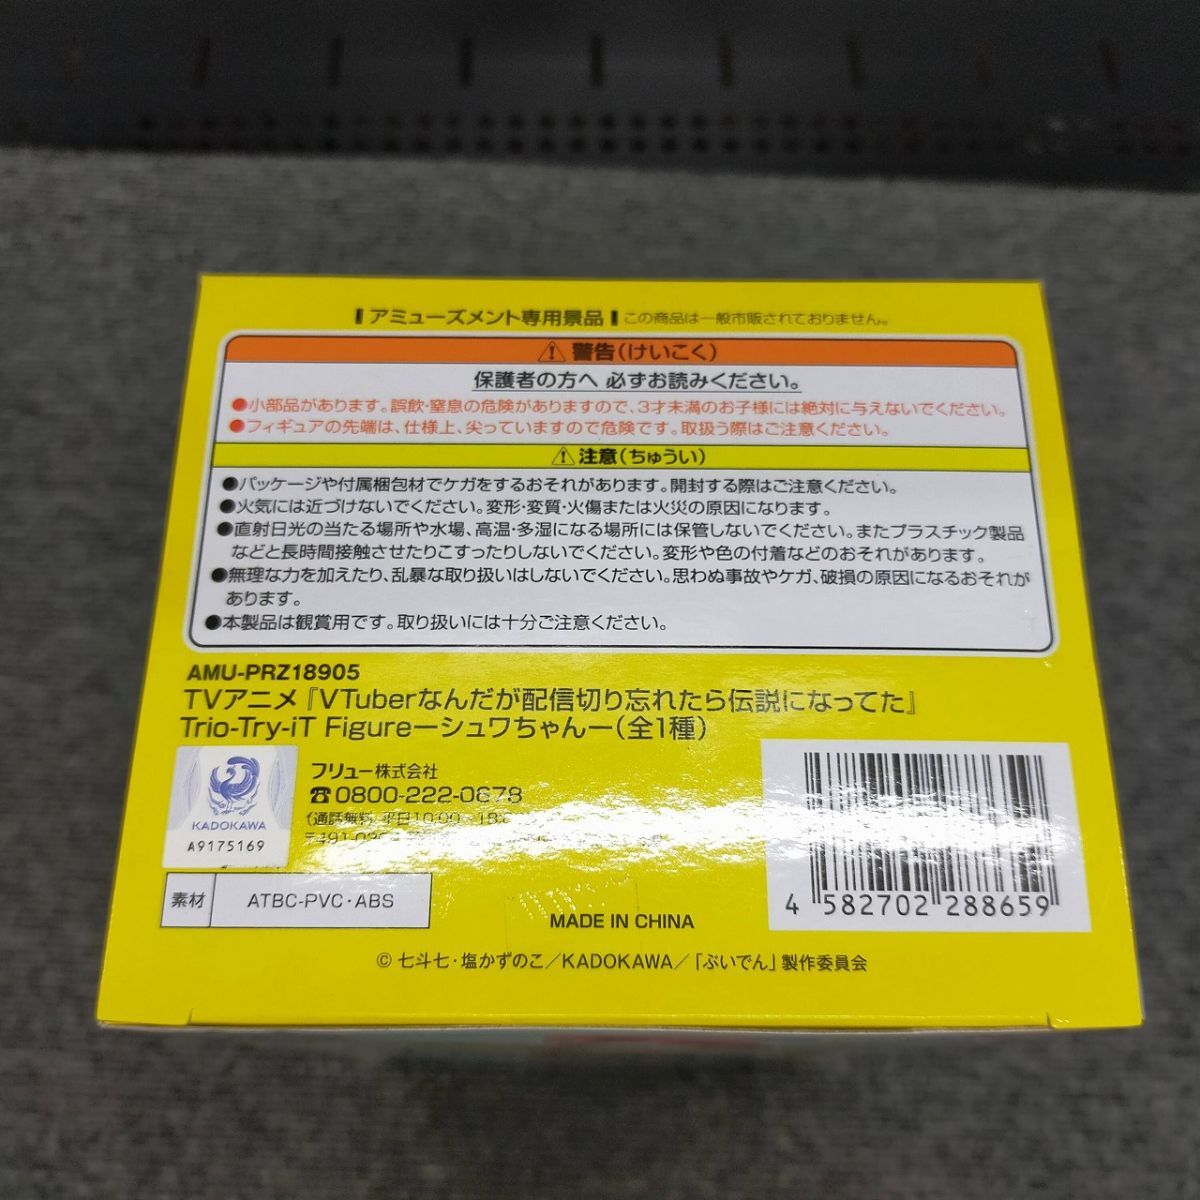 アミューズメント専用景品 この商品は一般市販されておりません。
⚠ 警告(けいこく)
保護者の方へ 必ずお読みください。
●小部品があります。誤飲・窒息の危険がありますので、3才未満のお子様には絶対に与えないでください。
●フィギュアの先端は、仕様上、尖っていますので危険です。取扱う際はご注意ください。
⚠ 注意(ちゅうい)
●パッケージや付属梱包材でケガをするおそれがあります。開封する際はご注意ください。
●火気には近づけないでください。変形・変質・火傷または火災の原因になります。
●直射日光の当たる場所や水場、高温・多湿になる場所には保管しないでください。またプラスチック製品
などと長時間接触させたりこすったりしないでください。変形や色の付着などのおそれがあります。
●無理な力を加えたり、乱暴な取り扱いはしないでください。思わぬ事故やケガ、破損の原因になるおそれが
あります。
●本製品は観賞用です。取り扱いには十分ご注意ください。
AMU-PRZ18905
TVアニメ『VTuberなんだが配信切り忘れたら伝説になってた』
Trio-Try-iT Figureーシュワちゃんー(全1種)
KADOKAWA
A9175169
フリュー株式会社
☎0800-222-0678
(通話無料 平日10:00
素材 ATBC-PVC・ABS
MADE IN CHINA
4 582702 288659
© 七斗七・塩かずのこ／KADOKAWA／「ぶいでん」製作委員会